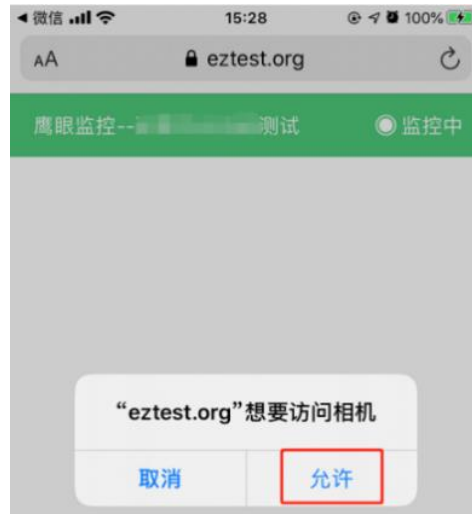 微信 15:28 100%
AA eztest.org
鹰眼监控--测试 监控中
“eztest.org”想要访问相机
取消 允许